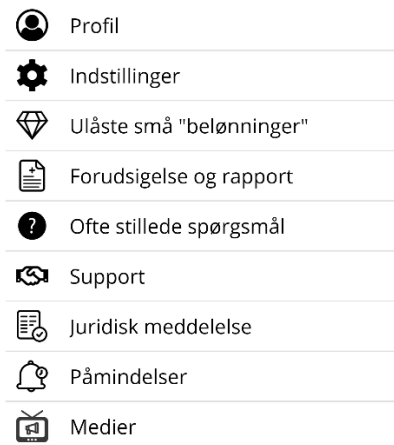 Profil
Indstillinger
Ulåste små "belønninger"
Forudsigelse og rapport
Ofte stillede spørgsmål
Support
Juridisk meddelelse
Påmindelser
Medier